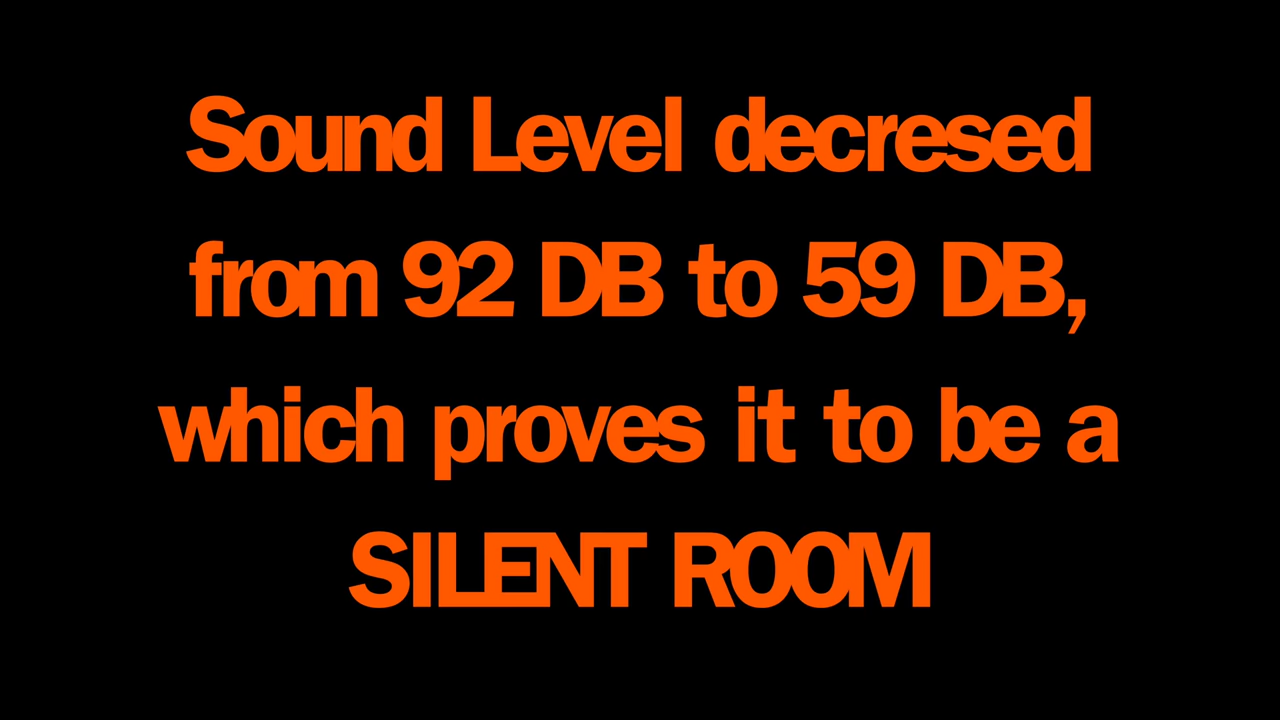 Sound Level decresed
from 92 DB to 59 DB,
which proves it to be a
SILENT ROOM